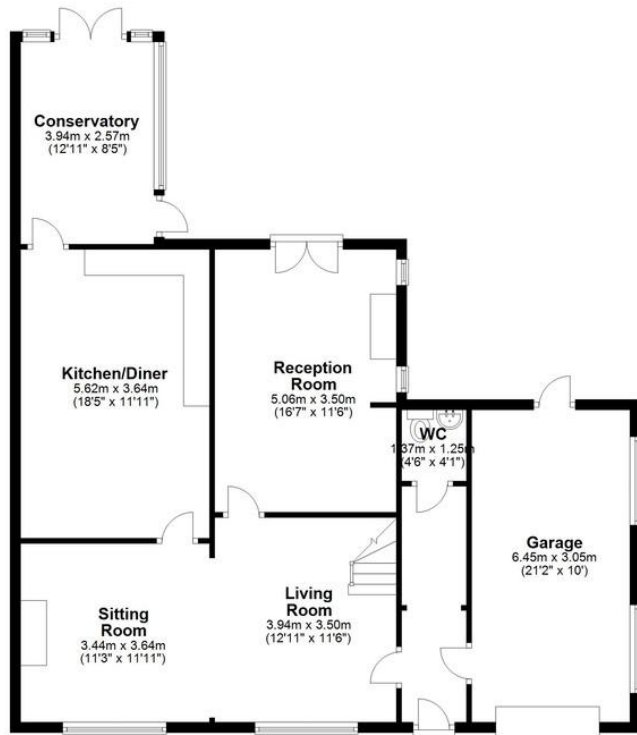 Conservatory
3.94m x 2.57m
(12'11" x 8'5")
Kitchen/Diner
5.62m x 3.64m
(18'5" x 11'11")
Reception
Room
5.06m x 3.50m
(16'7" x 11'6")
WC
1.37m x 1.25m
(4'6" x 4'1")
Garage
6.45m x 3.05m
(21'2" x 10')
Sitting
Room
3.44m x 3.64m
(11'3" x 11'11")
Living
Room
3.94m x 3.50m
(12'11" x 11'6")